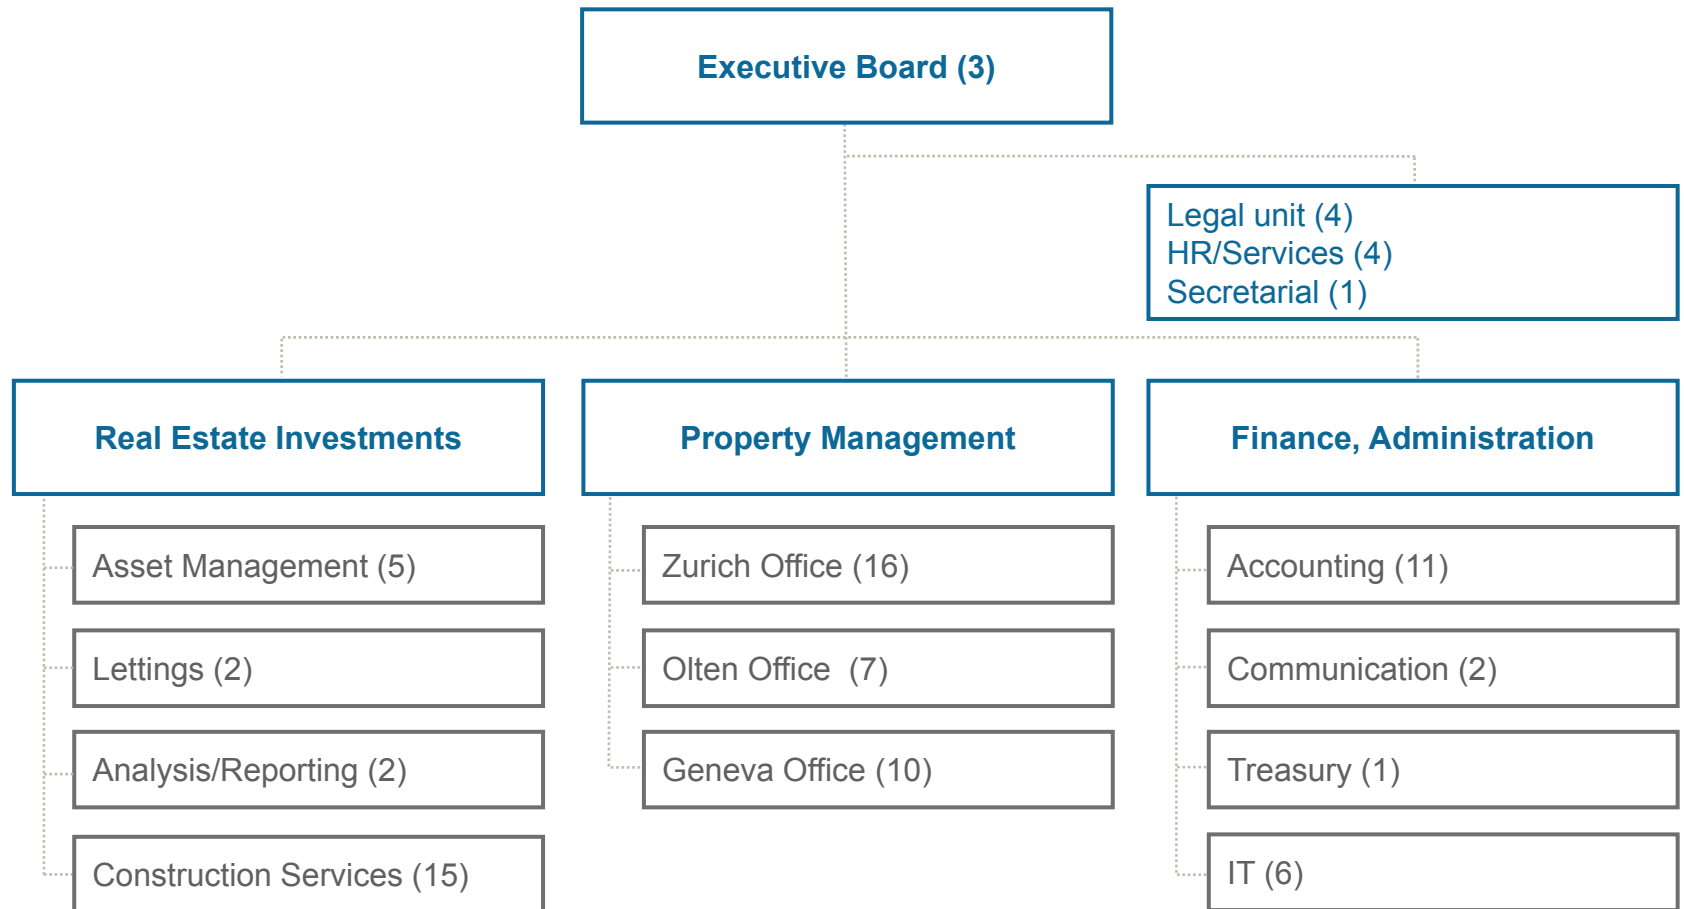 Executive Board (3)
Legal unit (4)
HR/Services (4)
Secretarial (1)
Real Estate Investments
Asset Management (5)
Lettings (2)
Analysis/Reporting (2)
Construction Services (15)
Property Management
Zurich Office (16)
Olten Office  (7)
Geneva Office (10)
Finance, Administration
Accounting (11)
Communication (2)
Treasury (1)
IT (6)